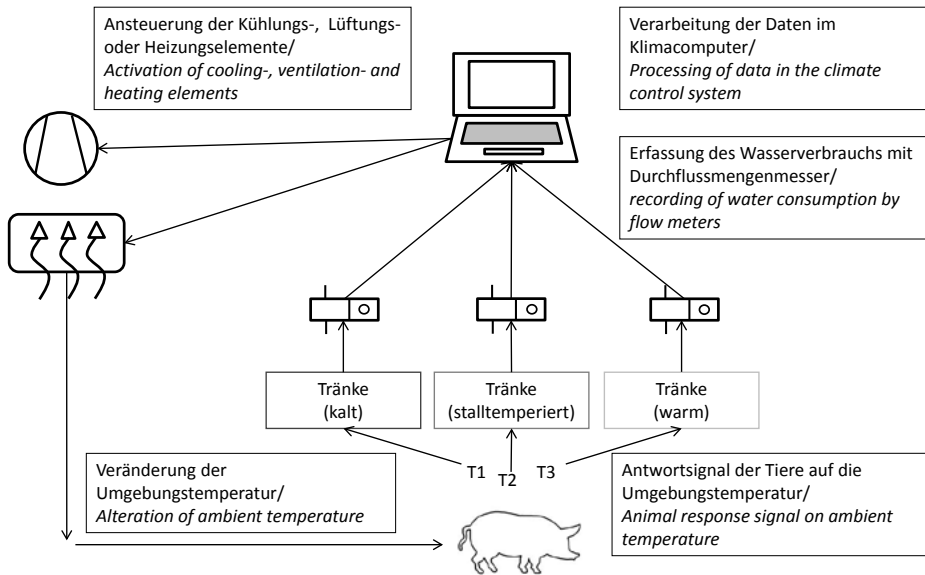 Ansteuerung der Kühlungs-, Lüftungs-
oder Heizungselemente/
Activation of cooling-, ventilation- and
heating elements
Verarbeitung der Daten im
Klimacomputer/
Processing of data in the climate
control system
Erfassung des Wasserverbrauchs mit
Durchflussmengenmesser/
recording of water consumption by
flow meters
Tränke
(kalt)
Tränke
(stalltemperiert)
Tränke
(warm)
T1
T2
T3
Veränderung der
Umgebungstemperatur/
Alteration of ambient temperature
Antwortsignal der Tiere auf die
Umgebungstemperatur/
Animal response signal on ambient
temperature